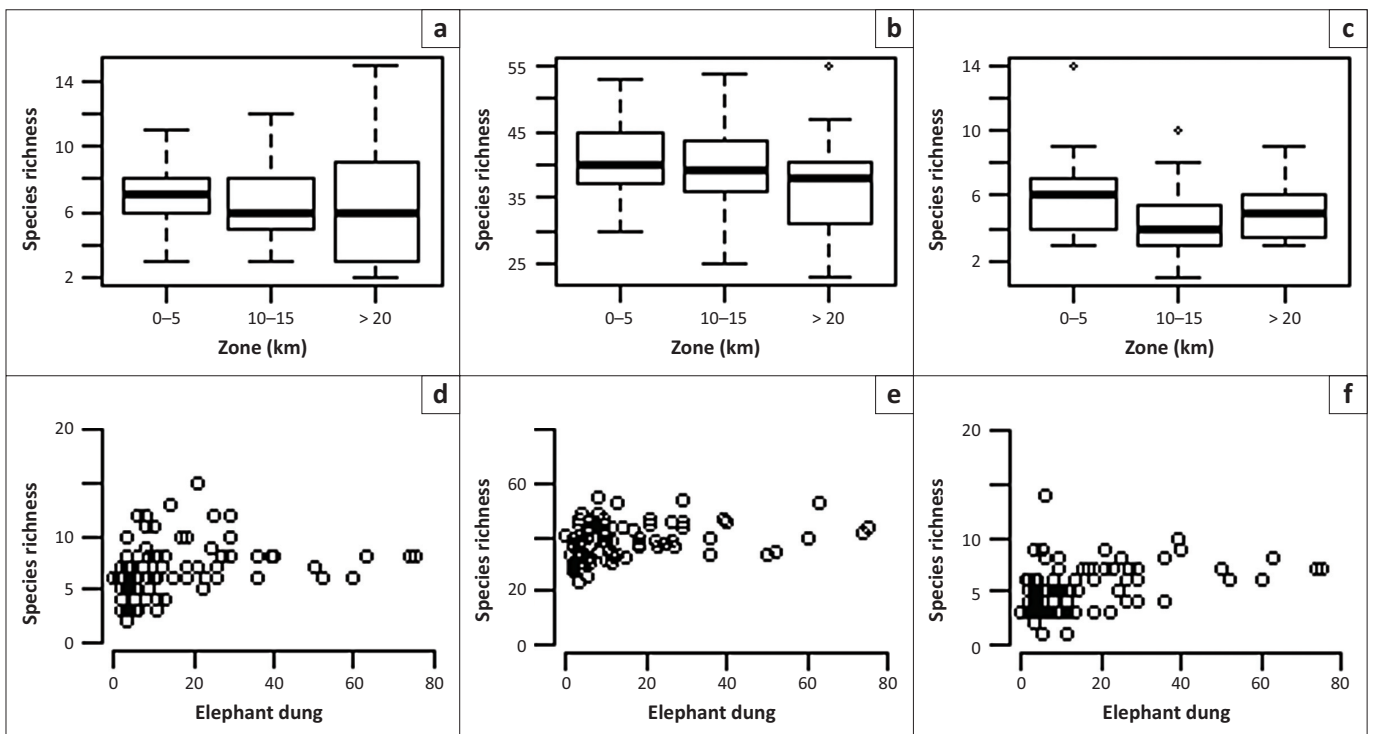 a
Species richness
14
10
6
2
0–5 10–15 > 20
Zone (km)
b
Species richness
55
45
35
25
0–5 10–15 > 20
Zone (km)
c
Species richness
14
10
6
2
0–5 10–15 > 20
Zone (km)
d
Species richness
20
10
5
0
0 20 40 60 80
Elephant dung
e
Species richness
60
20
0
0 20 40 60 80
Elephant dung
f
Species richness
20
10
5
0
0 20 40 60 80
Elephant dung